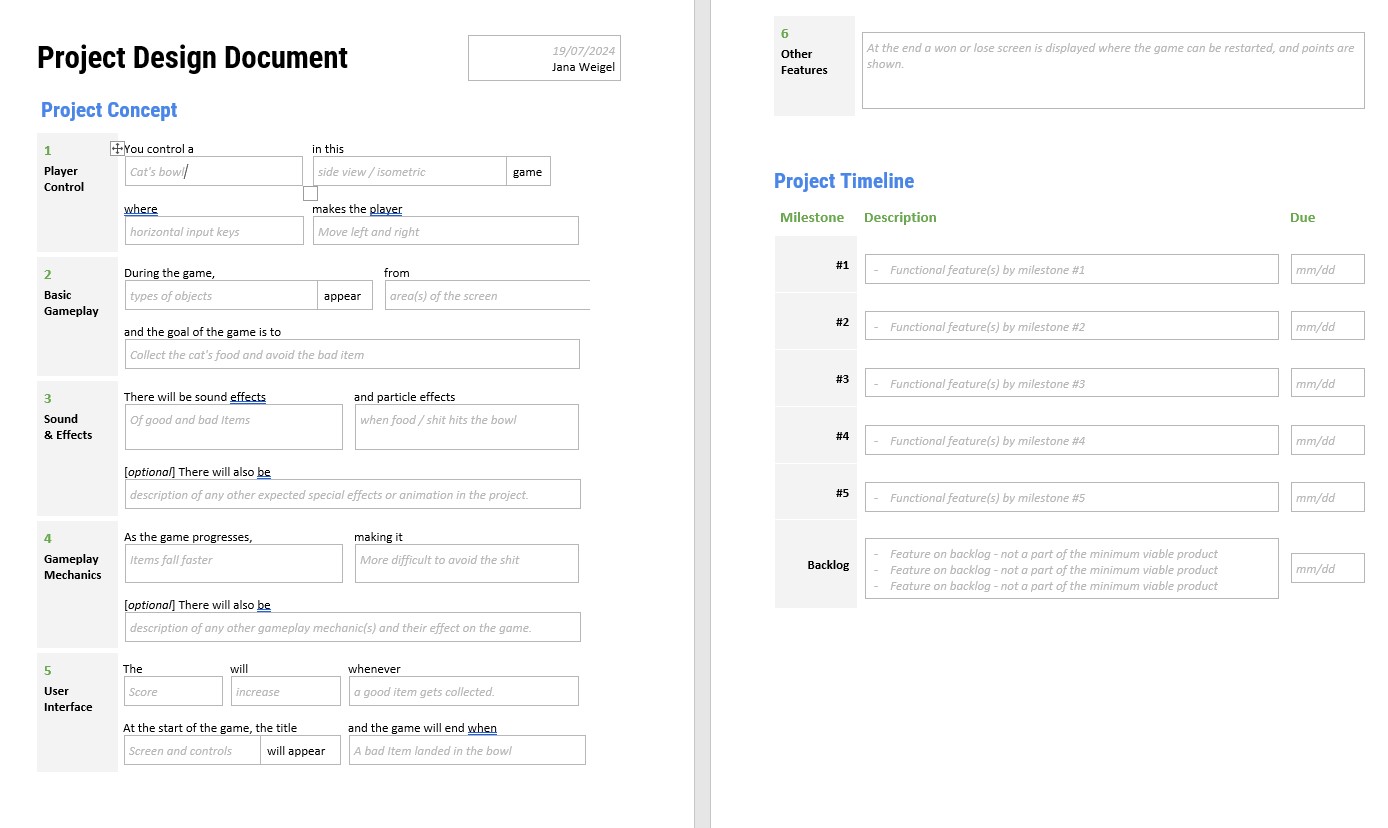 Project Design Document
19/07/2024
Jana Weigel
Project Concept
1
Player
Control
You control a
Cat's bowl
in this
side view / isometric
game
where
horizontal input keys
makes the player
Move left and right
2
Basic
Gameplay
During the game,
types of objects
appear
from
area(s) of the screen
and the goal of the game is to
Collect the cat's food and avoid the bad item
3
Sound
& Effects
There will be sound effects
Of good and bad Items
and particle effects
when food / shit hits the bowl
[optional] There will also be
description of any other expected special effects or animation in the project.
4
Gameplay
Mechanics
As the game progresses,
Items fall faster
making it
More difficult to avoid the shit
[optional] There will also be
description of any other gameplay mechanic(s) and their effect on the game.
5
User
Interface
The
Score
will
increase
whenever
a good item gets collected.
At the start of the game, the title
Screen and controls
will appear
and the game will end when
A bad Item landed in the bowl
6
Other
Features
At the end a won or lose screen is displayed where the game can be restarted, and points are
shown.
Project Timeline
Milestone Description Due
#1
- Functional feature(s) by milestone #1
mm/dd
#2
- Functional feature(s) by milestone #2
mm/dd
#3
- Functional feature(s) by milestone #3
mm/dd
#4
- Functional feature(s) by milestone #4
mm/dd
#5
- Functional feature(s) by milestone #5
mm/dd
Backlog
- Feature on backlog - not a part of the minimum viable product
- Feature on backlog - not a part of the minimum viable product
- Feature on backlog - not a part of the minimum viable product
mm/dd